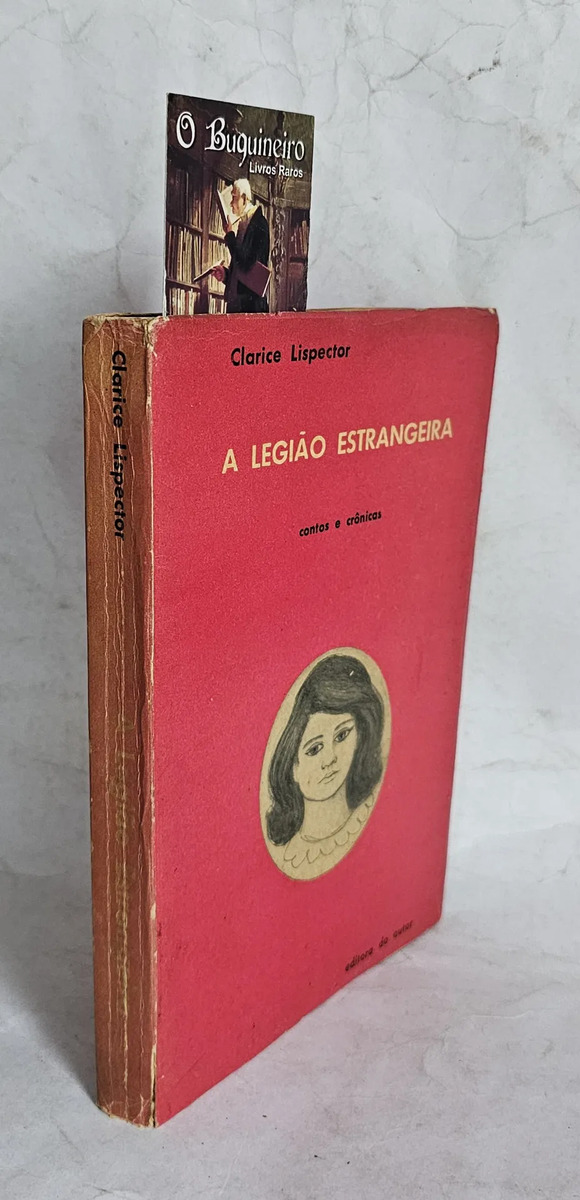 O Buquineiro
Livros Raros
Clarice Lispector
Clarice Lispector
A LEGIÃO ESTRANGEIRA
contos e crônicas
editora do autor